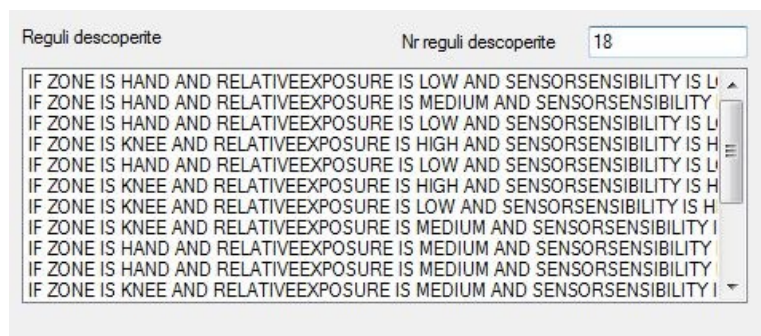 Reguli descoperite
Nr reguli descoperite 18
IF ZONE IS HAND AND RELATIVEEXPOSURE IS LOW AND SENSORSENSIBILITY IS
IF ZONE IS HAND AND RELATIVEEXPOSURE IS MEDIUM AND SENSORSENSIBILITY
IF ZONE IS HAND AND RELATIVEEXPOSURE IS LOW AND SENSORSENSIBILITY IS
IF ZONE IS KNEE AND RELATIVEEXPOSURE IS HIGH AND SENSORSENSIBILITY IS H
IF ZONE IS HAND AND RELATIVEEXPOSURE IS LOW AND SENSORSENSIBILITY IS
IF ZONE IS KNEE AND RELATIVEEXPOSURE IS HIGH AND SENSORSENSIBILITY IS H
IF ZONE IS KNEE AND RELATIVEEXPOSURE IS LOW AND SENSORSENSIBILITY IS H
IF ZONE IS KNEE AND RELATIVEEXPOSURE IS MEDIUM AND SENSORSENSIBILITY I
IF ZONE IS HAND AND RELATIVEEXPOSURE IS MEDIUM AND SENSORSENSIBILITY
IF ZONE IS HAND AND RELATIVEEXPOSURE IS MEDIUM AND SENSORSENSIBILITY
IF ZONE IS KNEE AND RELATIVEEXPOSURE IS MEDIUM AND SENSORSENSIBILITY I